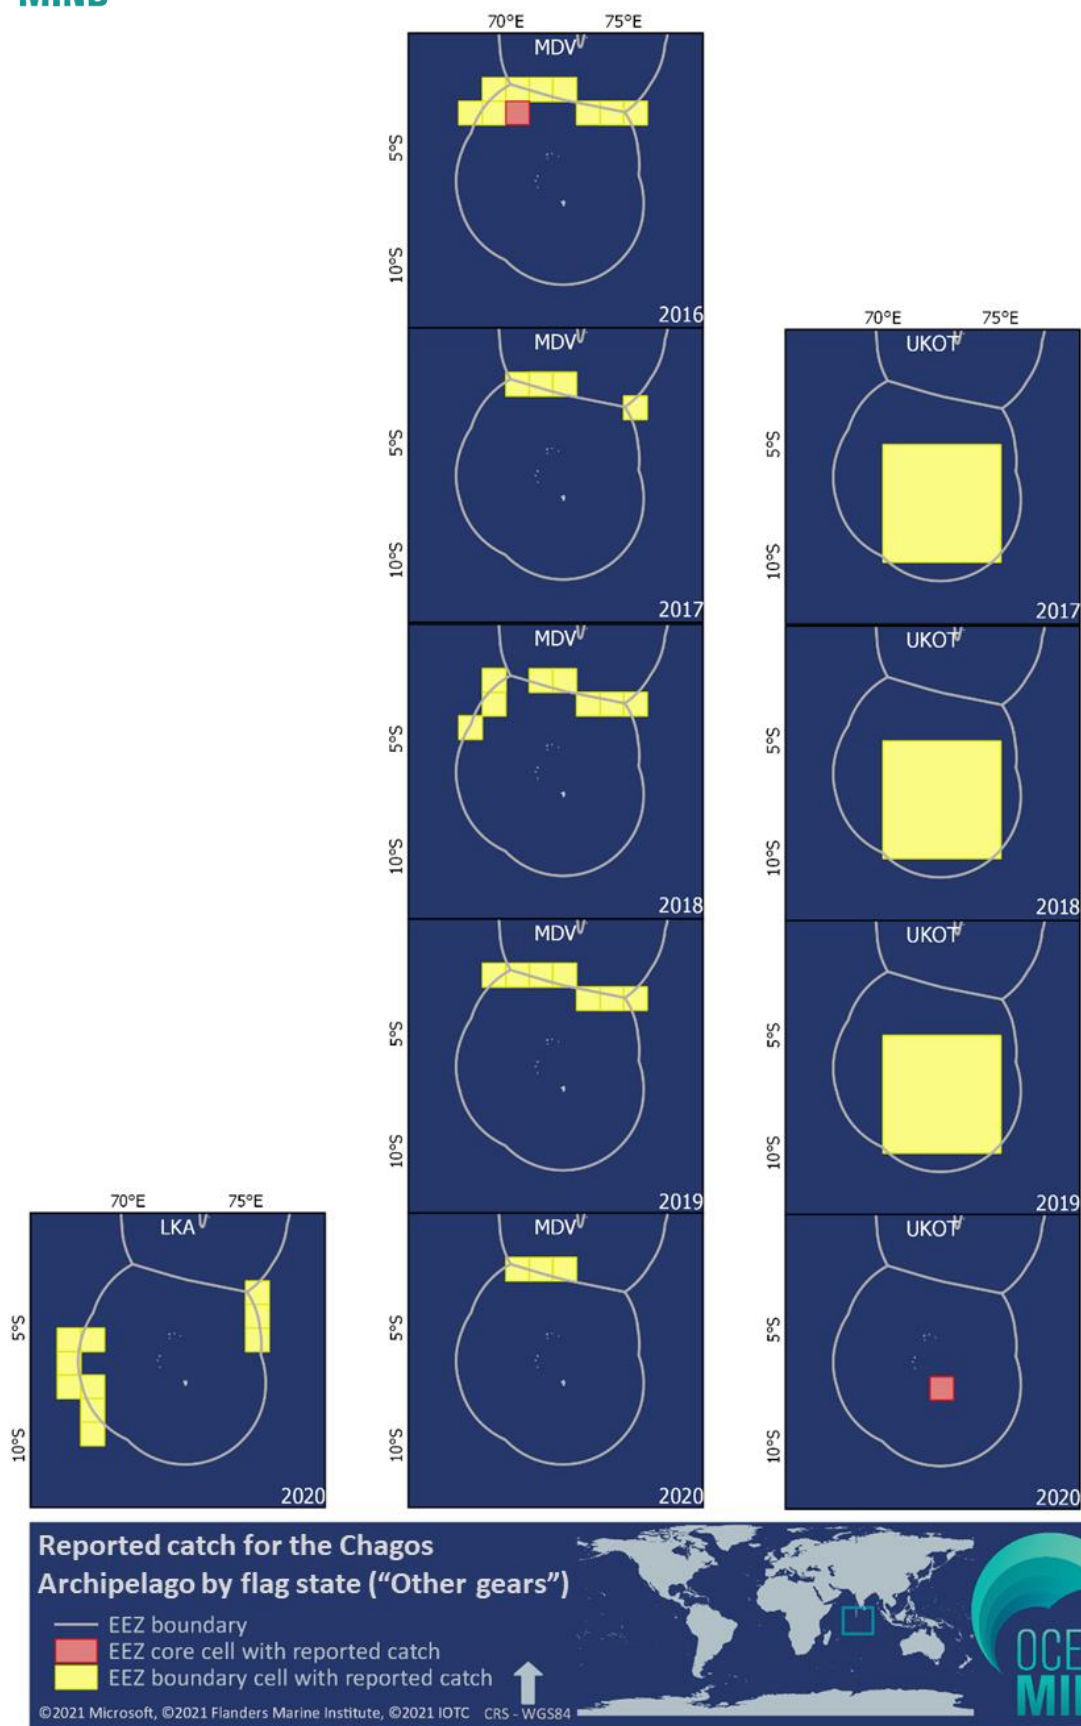 MIND
70°E 75°E
MDV
5°S
10°S
2016
MDV
5°S
10°S
2017
70°E 75°E
UKOT
5°S
10°S
2017
MDV
5°S
10°S
2018
UKOT
5°S
10°S
2018
MDV
5°S
10°S
2019
UKOT
5°S
10°S
2019
70°E 75°E
LKA
5°S
10°S
2020
MDV
5°S
10°S
2020
UKOT
5°S
10°S
2020
Reported catch for the Chagos
Archipelago by flag state ("Other gears")
EEZ boundary
EEZ core cell with reported catch
EEZ boundary cell with reported catch
©2021 Microsoft, ©2021 Flanders Marine Institute, ©2021 IOTC CRS - WGS84